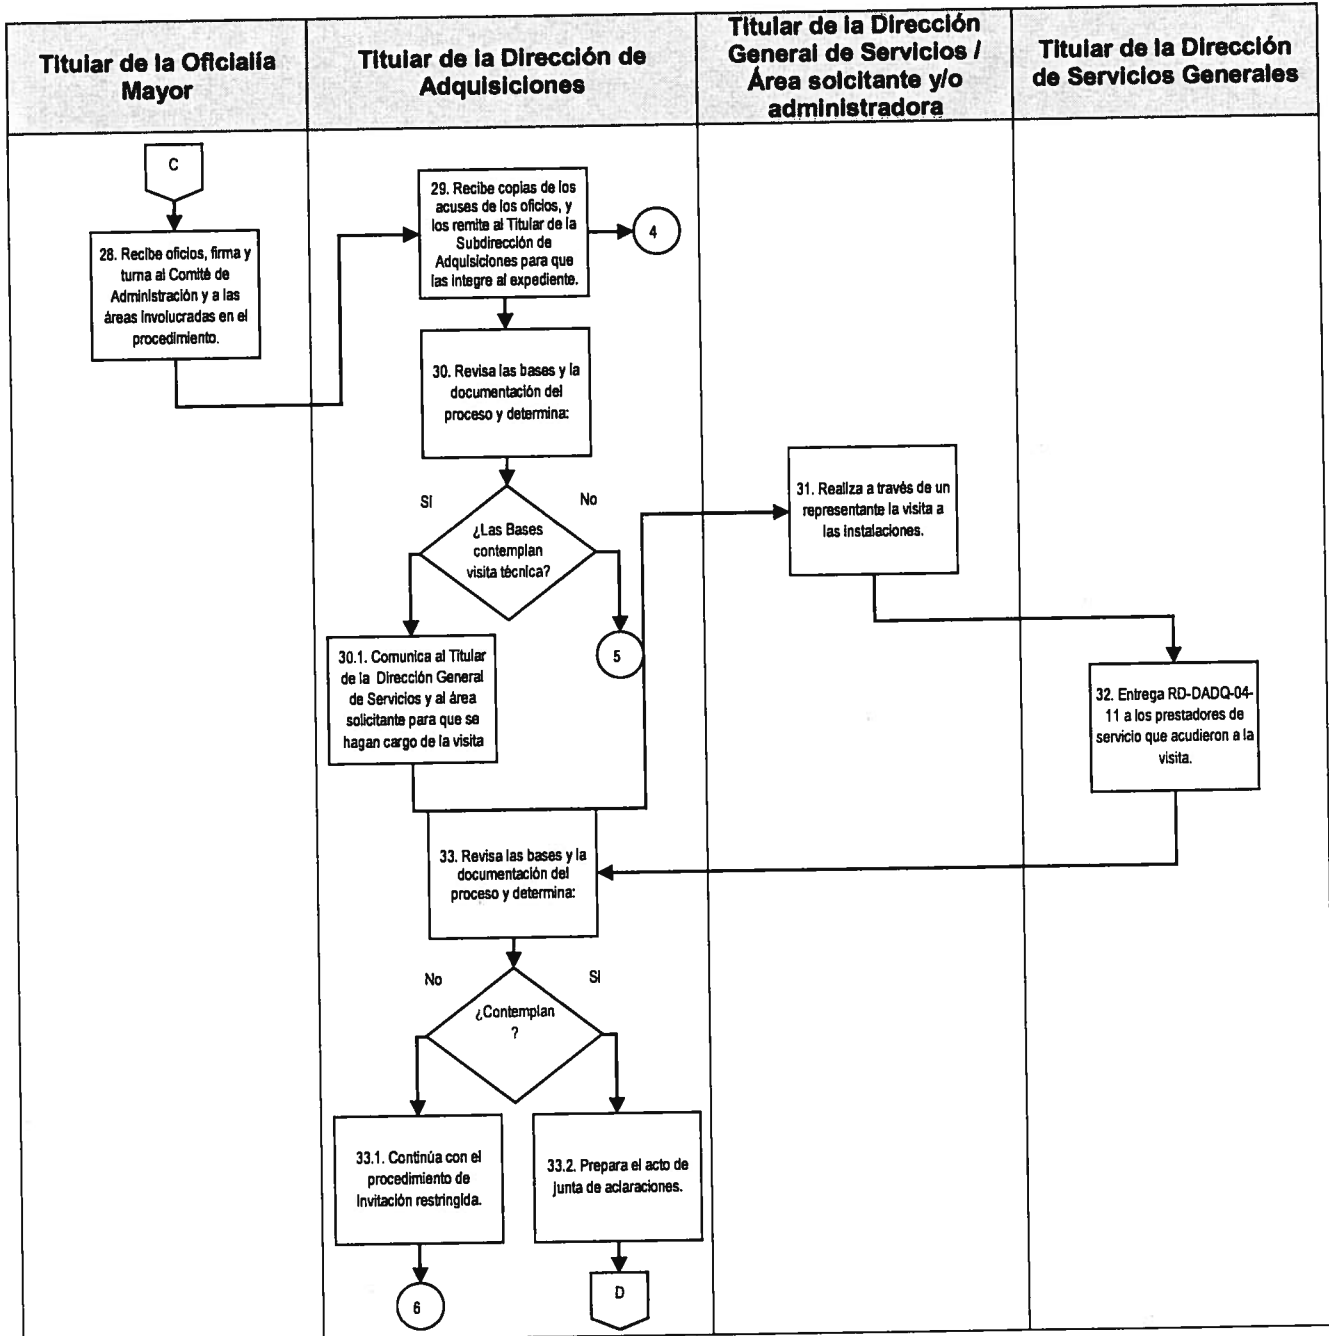 Titular de la Oficialía
Mayor
Titular de la Dirección de
Adquisiciones
Titular de la Dirección
General de Servicios /
Área solcitante y/o
administradora
Titular de la Dirección
de Servicios Generales
C
28. Recibe oficios, firma y
turna al Comité de
Administración y a las
áreas involucradas en el
procedimiento.
29. Recibe copias de los
acuses de los oficios, y
los remite al Titular de la
Subdirección de
Adquisiciones para que
las integre al expediente.
4
30. Revisa las bases y la
documentación del
proceso y determina:
SI
No
¿Las Bases
contemplan
visita técnica?
5
30.1. Comunica al Titular
de la Dirección General
de Servicios y al área
solicitante para que se
hagan cargo de la visita
31. Realiza a través de un
representante la visita a
las instalaciones.
32. Entrega RD-DADQ-04-
11 a los prestadores de
servicio que acudieron a la
visita.
33. Revisa las bases y la
documentación del
proceso y determina:
No
SI
¿Contemplan
?
33.1. Continúa con el
procedimiento de
invitación restringida.
33.2. Prepara el acto de
junta de aclaraciones.
6
D